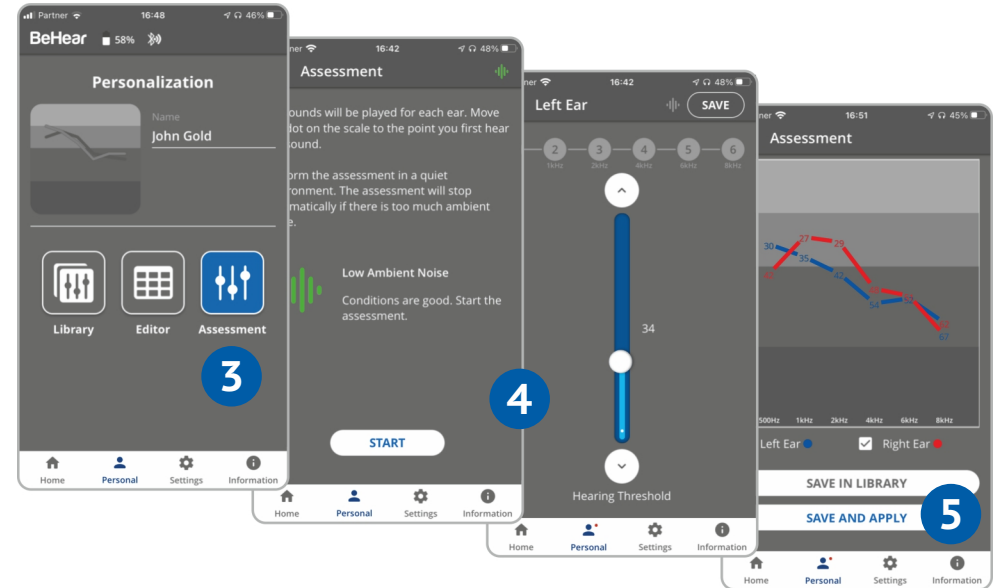 Partner 16:48 46%
BeHear 58%
Personalization
Name
John Gold
Library Editor Assessment
3
Home Personal Settings Information
ner 16:42 48%
Assessment
ounds will be played for each ear. Move
dot on the scale to the point you first hear
ound.
orm the assessment in a quiet
ronment. The assessment will stop
matically if there is too much ambient
e.
Low Ambient Noise
Conditions are good. Start the
assessment.
START
Home Personal Settings Information
ner 16:42 48%
Left Ear SAVE
2 3 4 5 6
1kHz 2kHz 4kHz 6kHz 8kHz
34
4
Hearing Threshold
Home Personal Settings Information
ner 16:51 45%
Assessment
27 29
30 35
42
54 52
67
500Hz 1kHz 2kHz 4kHz 6kHz 8kHz
Left Ear Right Ear
SAVE IN LIBRARY
SAVE AND APPLY
5
Home Personal Settings Information